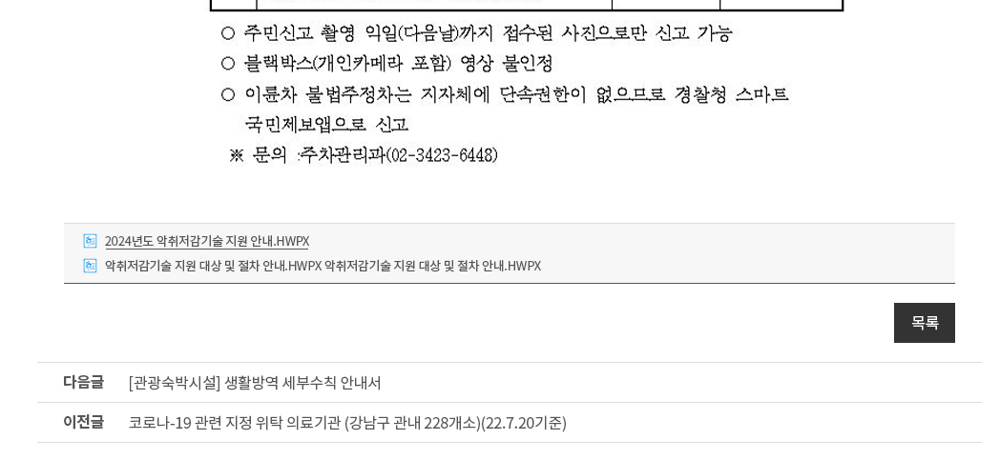 ○ 주민신고 촬영 익일(다음날)까지 접수된 사진으로만 신고 가능
○ 블랙박스(개인카메라 포함) 영상 불인정
○ 이륜차 불법주정차는 지자체에 단속권한이 없으므로 경찰청 스마트
국민제보앱으로 신고
※ 문의 :주차관리과(02-3423-6448)
2024년도 악취저감기술 지원 안내.HWPX
악취저감기술 지원 대상 및 절차 안내.HWPX 악취저감기술 지원 대상 및 절차 안내.HWPX
목록
다음글 [관광숙박시설] 생활방역 세부수칙 안내서
이전글 코로나-19 관련 지정 위탁 의료기관 (강남구 관내 228개소)(22.7.20기준)